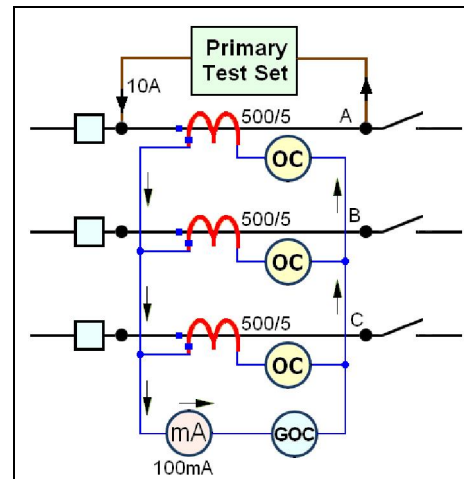 Primary
Test Set
10A
500/5
A
OC
B
500/5
OC
C
500/5
OC
mA
GOC
100mA